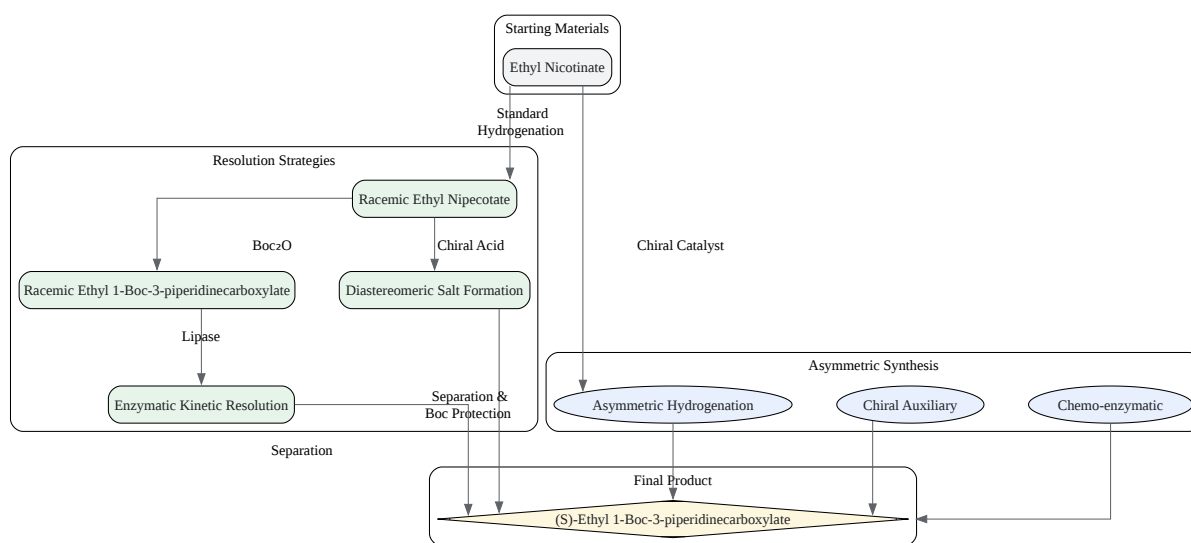 Starting Materials
Ethyl Nicotinate
Standard
Hydrogenation
Resolution Strategies
Racemic Ethyl Nipecotate
Boc₂O
Chiral Acid
Chiral Catalyst
Racemic Ethyl 1-Boc-3-piperidinecarboxylate
Diastereomeric Salt Formation
Lipase
Asymmetric Synthesis
Enzymatic Kinetic Resolution
Separation &
Boc Protection
Asymmetric Hydrogenation
Chiral Auxiliary
Chemo-enzymatic
Separation
Final Product
(S)-Ethyl 1-Boc-3-piperidinecarboxylate